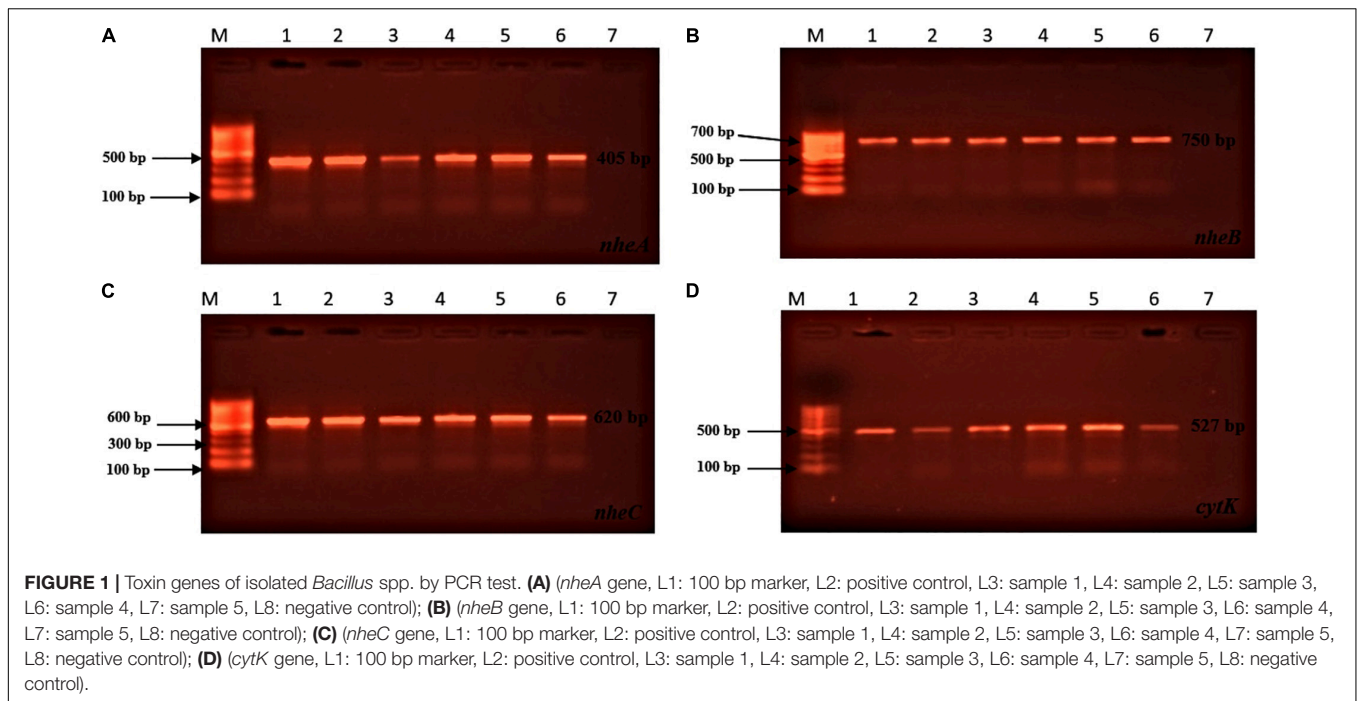 A M 1 2 3 4 5 6 7
B M 1 2 3 4 5 6 7
500 bp
405 bp
100 bp
nheA
700 bp
750 bp
500 bp
100 bp
nheB
C M 1 2 3 4 5 6 7
D M 1 2 3 4 5 6 7
600 bp
620 bp
300 bp
100 bp
nheC
500 bp
527 bp
100 bp
cytK
FIGURE 1 | Toxin genes of isolated Bacillus spp. by PCR test. (A) (nheA gene, L1: 100 bp marker, L2: positive control, L3: sample 1, L4: sample 2, L5: sample 3,
L6: sample 4, L7: sample 5, L8: negative control); (B) (nheB gene, L1: 100 bp marker, L2: positive control, L3: sample 1, L4: sample 2, L5: sample 3, L6: sample 4,
L7: sample 5, L8: negative control); (C) (nheC gene, L1: 100 bp marker, L2: positive control, L3: sample 1, L4: sample 2, L5: sample 3, L6: sample 4, L7: sample 5,
L8: negative control); (D) (cytK gene, L1: 100 bp marker, L2: positive control, L3: sample 1, L4: sample 2, L5: sample 3, L6: sample 4, L7: sample 5, L8: negative
control).